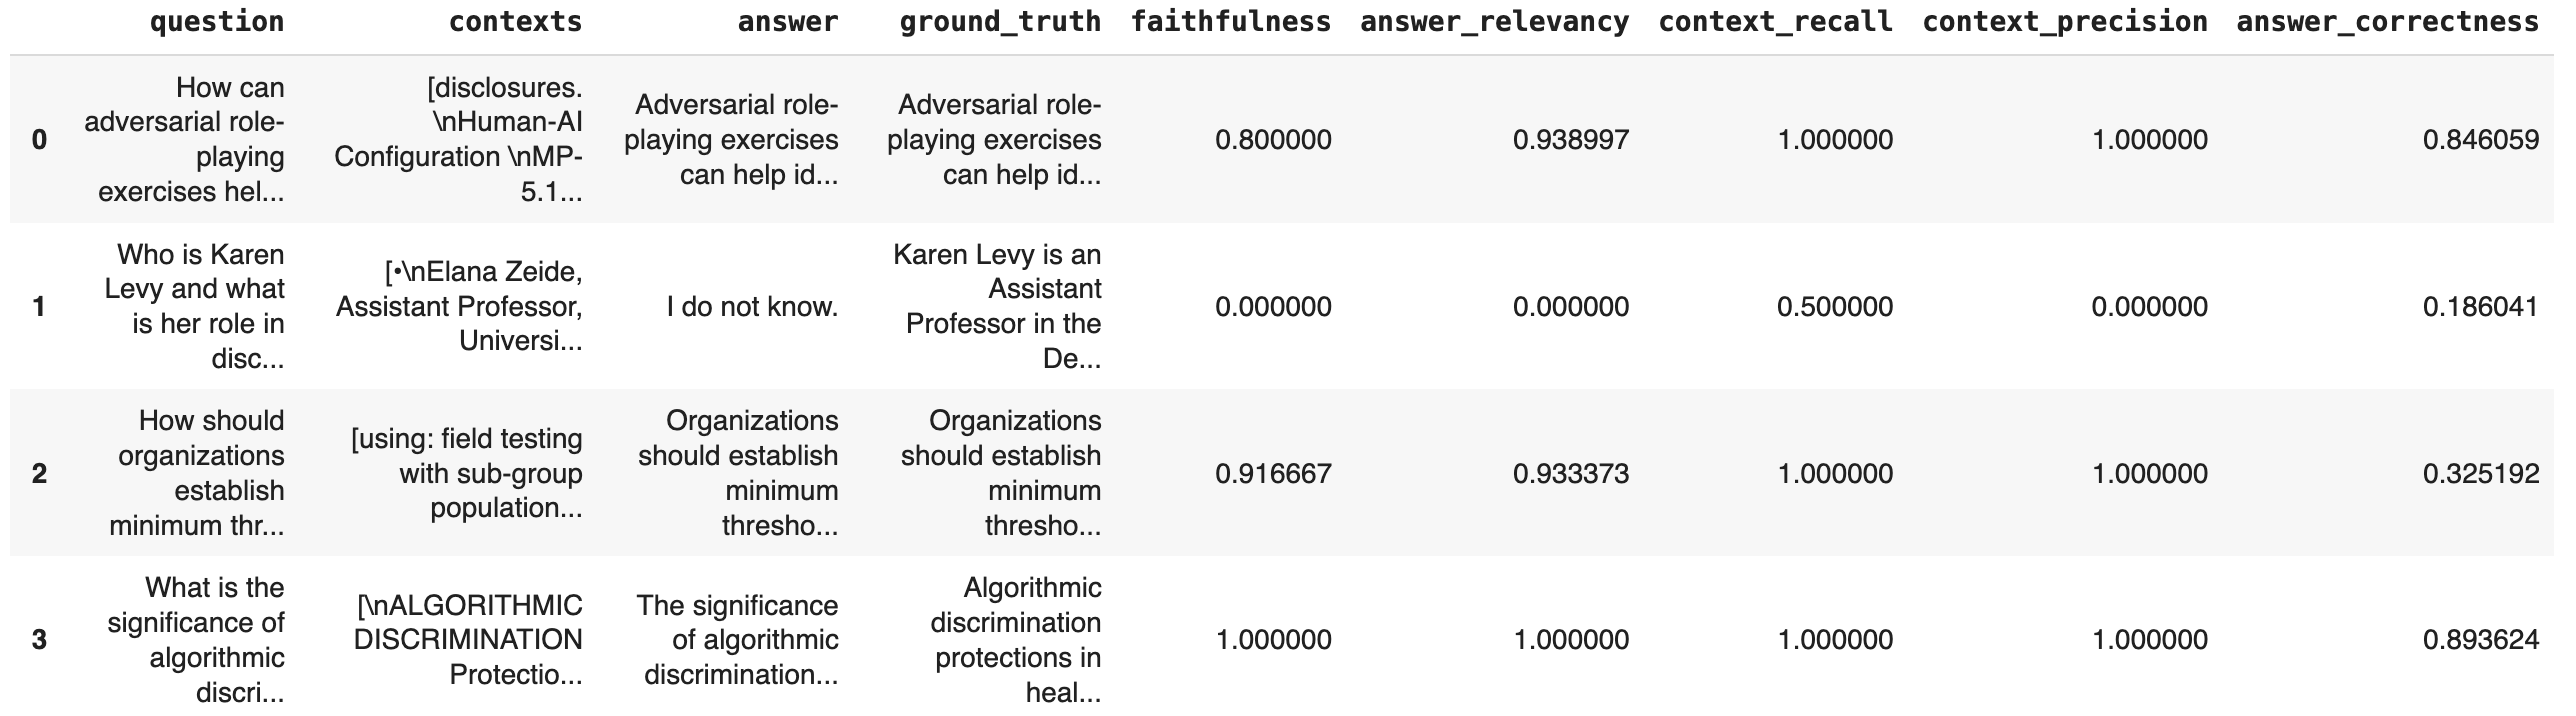 question contexts answer ground_truth faithfulness answer_relevancy context_recall context_precision answer_correctness
0
How can
adversarial role-
playing
exercises hel...
[disclosures.
\nHuman-AI
Configuration \nMP-
5.1...
Adversarial role-
playing exercises
can help id...
Adversarial role-
playing exercises
can help id...
0.800000 0.938997 1.000000 1.000000 0.846059
1
Who is Karen
Levy and what
is her role in
disc...
[•\nElana Zeide,
Assistant Professor,
Universi...
I do not know.
Karen Levy is an
Assistant
Professor in the
De...
0.000000 0.000000 0.500000 0.000000 0.186041
2
How should
organizations
establish
minimum thr...
[using: field testing
with sub-group
population...
Organizations
should establish
minimum
thresho...
Organizations
should establish
minimum
thresho...
0.916667 0.933373 1.000000 1.000000 0.325192
3
What is the
significance of
algorithmic
discri...
[\nALGORITHMIC
DISCRIMINATION
Protectio...
The significance
of algorithmic
discrimination...
Algorithmic
discrimination
protections in
heal...
1.000000 1.000000 1.000000 1.000000 0.893624